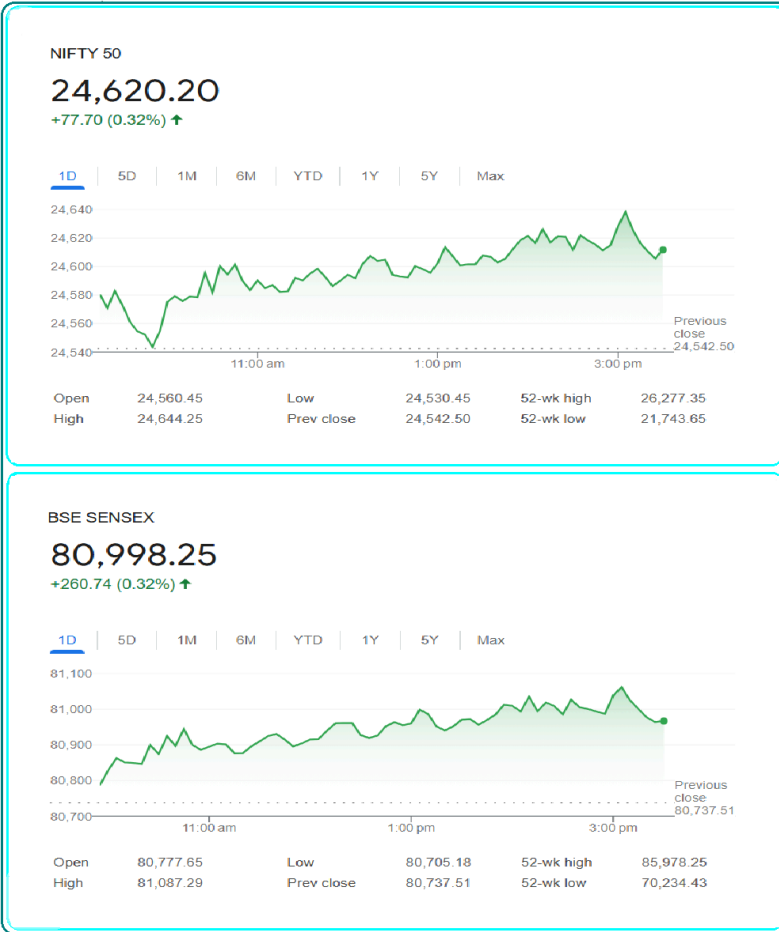 NIFTY 50
24,620.20
+77.70 (0.32%) ↑
1D 5D 1M 6M YTD 1Y 5Y Max
24,640
24,620
24,600
24,580
24,560
24,540
Previous
close
24,542.50
11:00 am 1:00 pm 3:00 pm
Open 24,560.45 Low 24,530.45 52-wk high 26,277.35
High 24,644.25 Prev close 24,542.50 52-wk low 21,743.65
BSE SENSEX
80,998.25
+260.74 (0.32%) ↑
1D 5D 1M 6M YTD 1Y 5Y Max
81,100
81,000
80,900
80,800
80,700
Previous
close
80,737.51
11:00 am 1:00 pm 3:00 pm
Open 80,777.65 Low 80,705.18 52-wk high 85,978.25
High 81,087.29 Prev close 80,737.51 52-wk low 70,234.43